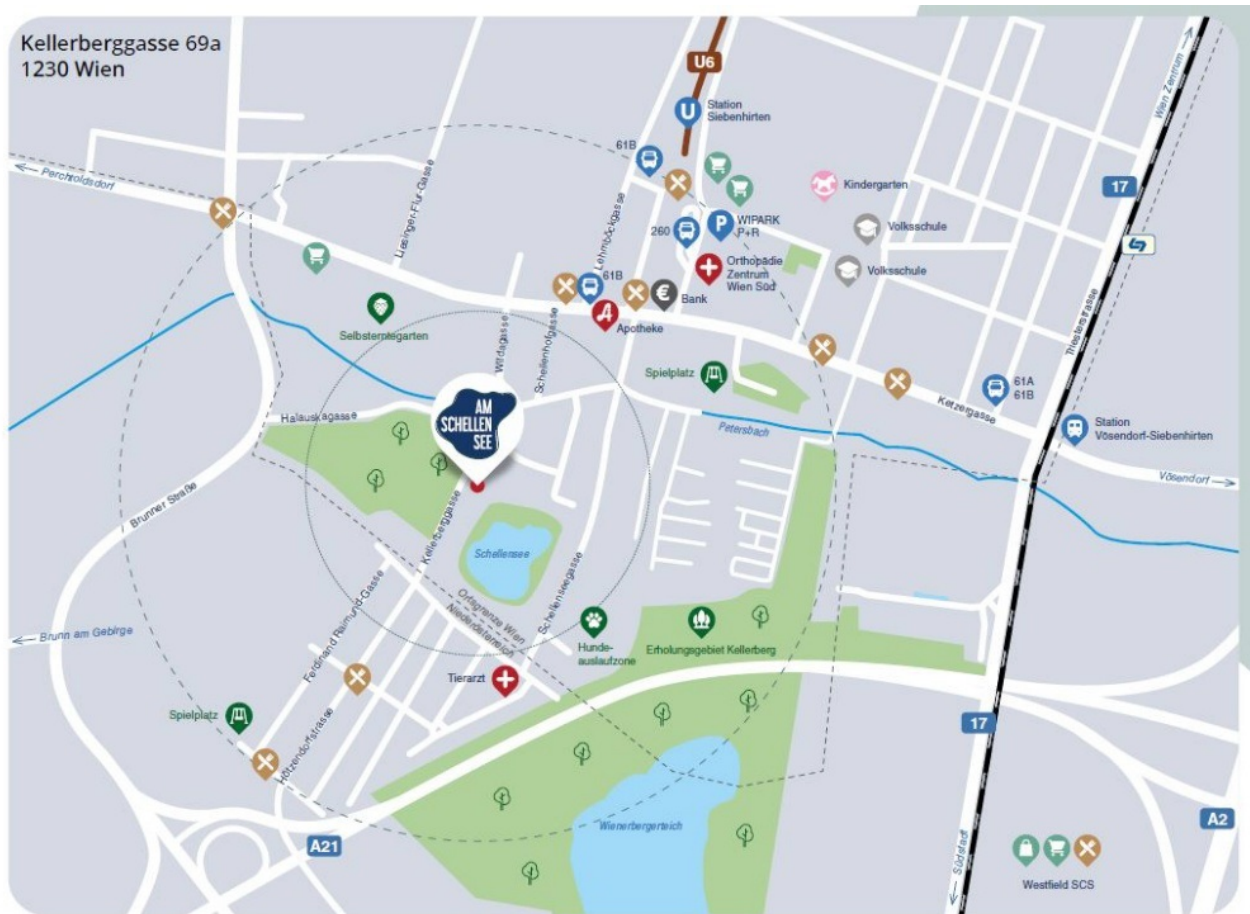 Kellerberggasse 69a
1230 Wien
U6
U
Station
Siebenhirten
61B
Wien Zentrum
Perchtoldsdorf
Liesinger-Flur-Gasse
Lehmböckgasse
17
Kindergarten
Volksschule
Volksschule
260
P
WIPARK
P+R
Orthopädie
Zentrum
Wien Süd
61B
€
Bank
Apotheke
Selbsterntegarten
Wildagasse
Schellenhofgasse
Triesterstrasse
Spielplatz
61A
61B
Ketzergasse
Halauskagasse
AM
SCHELLEN
SEE
Petersbach
Station
Vösendorf-Siebenhirten
Vösendorf
Brunner Straße
Kellerberggasse
Schellensee
Schellenseegasse
Ortsgrenze Wien
Niederösterreich
Ferdinand Raimund-Gasse
Brunn am Gebirge
Hunde-
auslaufzone
Erholungsgebiet Kellerberg
Tierarzt
Spielplatz
Hötzendorfstrasse
17
A21
Wienerbergerteich
A2
Südstadt
Westfield SCS